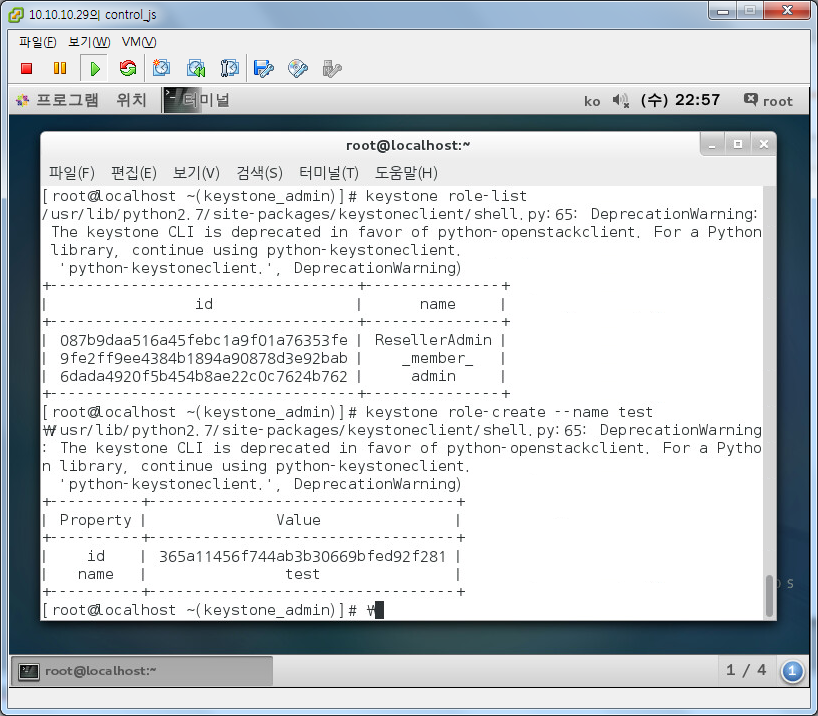 10.10.10.29의 control_js
파일(F) 보기(W) VM(V)
프로그램 위치 터미널 ko (수) 22:57 root
root@localhost:~
파일(F) 편집(E) 보기(V) 검색(S) 터미널(T) 도움말(H)
[root@localhost ~(keystone_admin)]# keystone role-list
/usr/lib/python2.7/site-packages/keystoneclient/shell.py:65: DeprecationWarning:
The keystone CLI is deprecated in favor of python-openstackclient. For a Python
library, continue using python-keystoneclient.
'python-keystoneclient.', DeprecationWarning)
+----------------------------------+---------------+
| id | name |
+----------------------------------+---------------+
| 087b9daa516a45febc1a9f01a76353fe | ResellerAdmin |
| 9fe2ff9ee4384b1894a90878d3e92bab | _member_ |
| 6dada4920f5b454b8ae22c0c7624b762 | admin |
+----------------------------------+---------------+
[root@localhost ~(keystone_admin)]# keystone role-create --name test
₩/usr/lib/python2.7/site-packages/keystoneclient/shell.py:65: DeprecationWarning
: The keystone CLI is deprecated in favor of python-openstackclient. For a Pytho
n library, continue using python-keystoneclient.
'python-keystoneclient.', DeprecationWarning)
+----------+----------------------------------+
| Property | Value |
+----------+----------------------------------+
| id | 365a11456f744ab3b30669bfed92f281 |
| name | test |
+----------+----------------------------------+
[root@localhost ~(keystone_admin)]# ₩
OS
root@localhost:~ 1 / 4 1